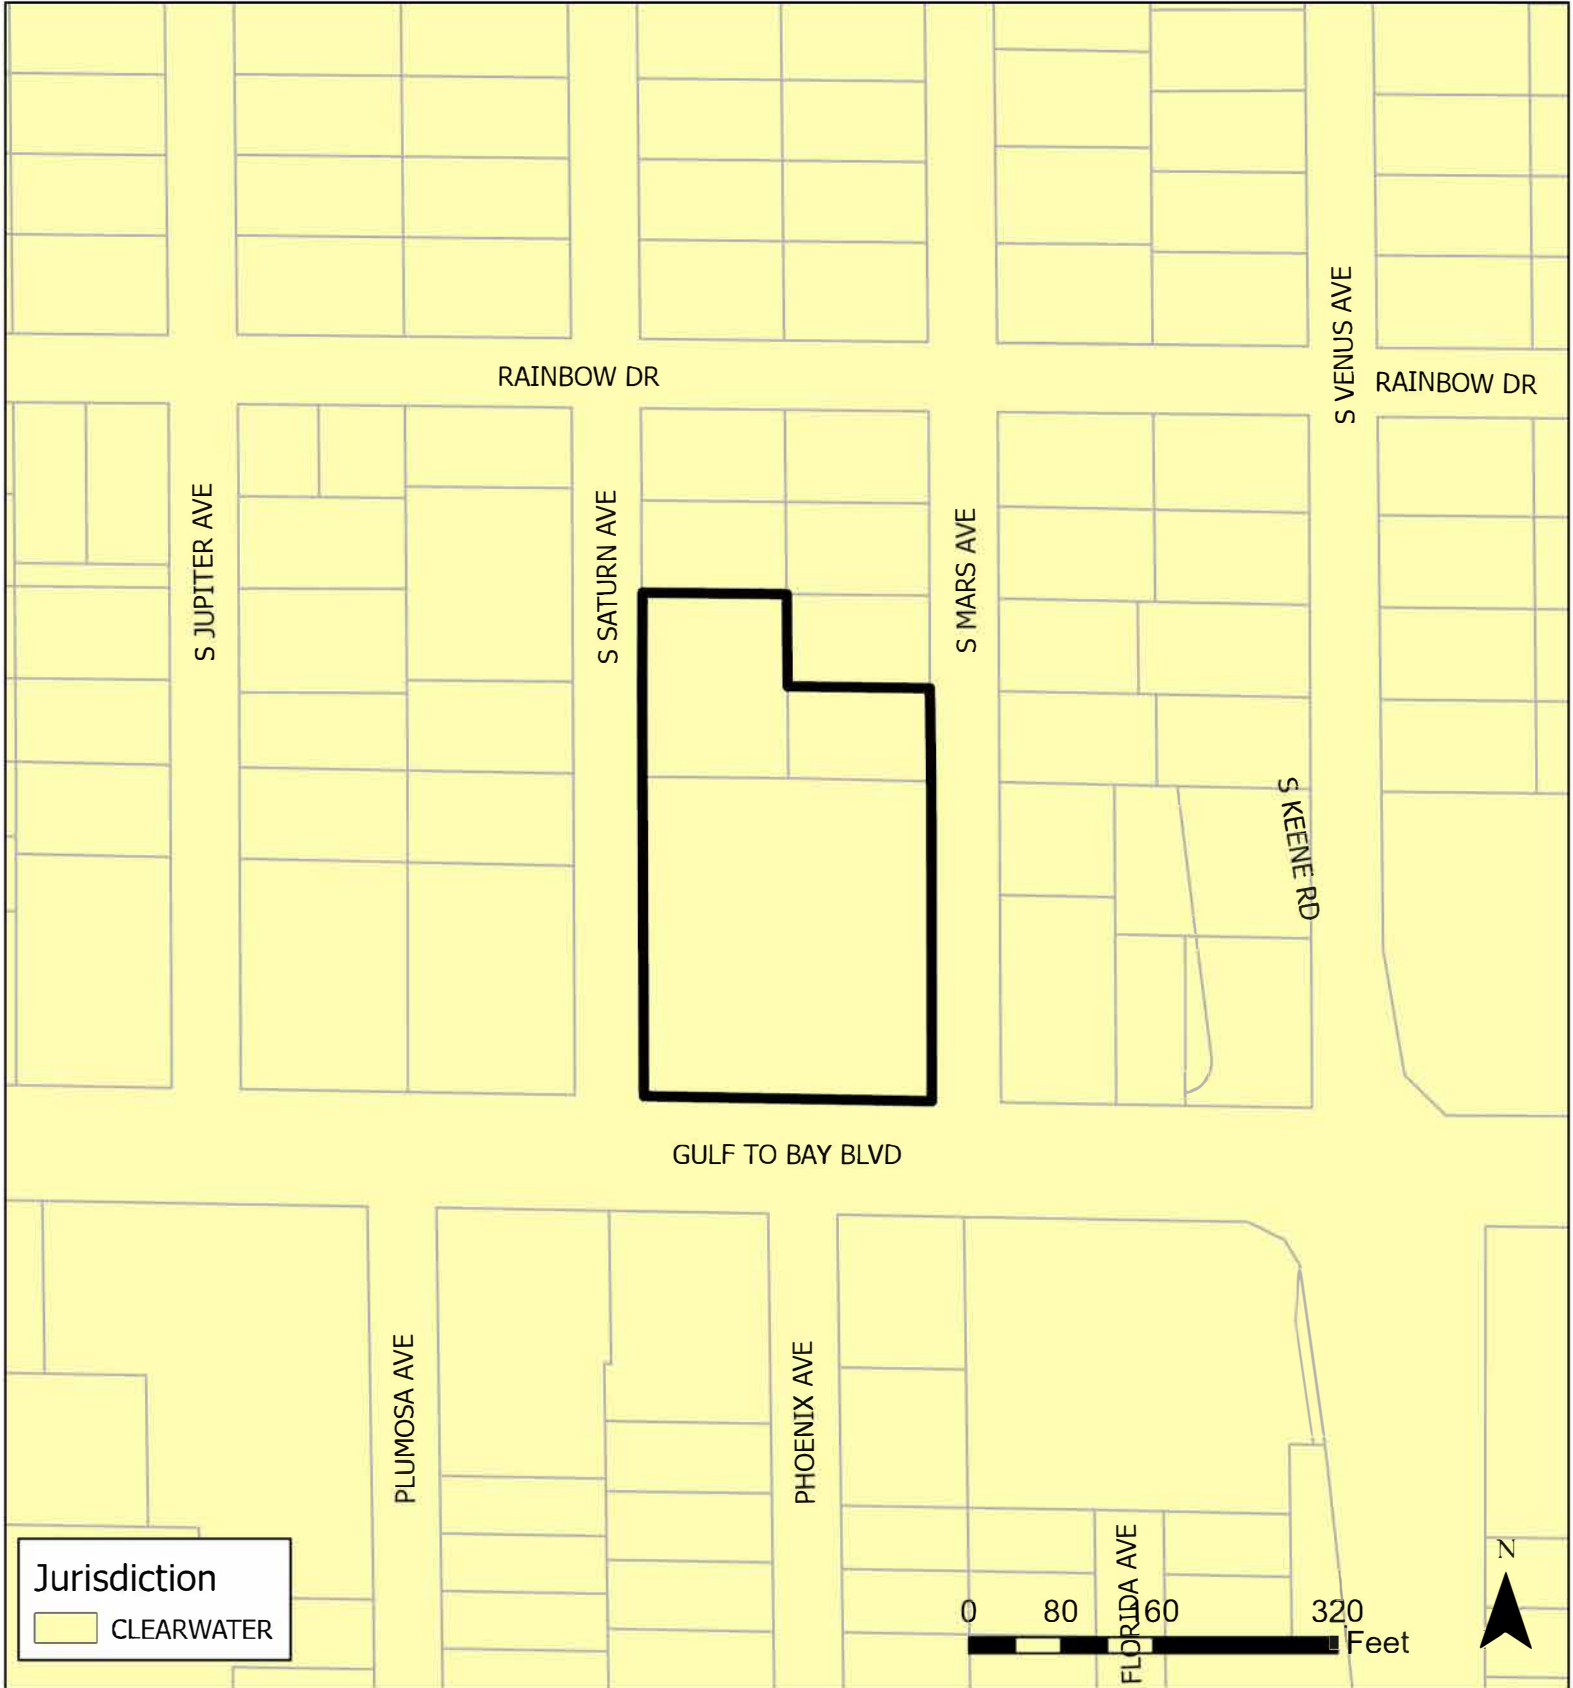 S VENUS AVE
RAINBOW DR
RAINBOW DR
S JUPITER AVE
S SATURN AVE
S MARS AVE
S KEENE RD
GULF TO BAY BLVD
PLUMOSA AVE
PHOENIX AVE
FLORIDA AVE
Jurisdiction
CLEARWATER
0 80 160 320
Feet
N